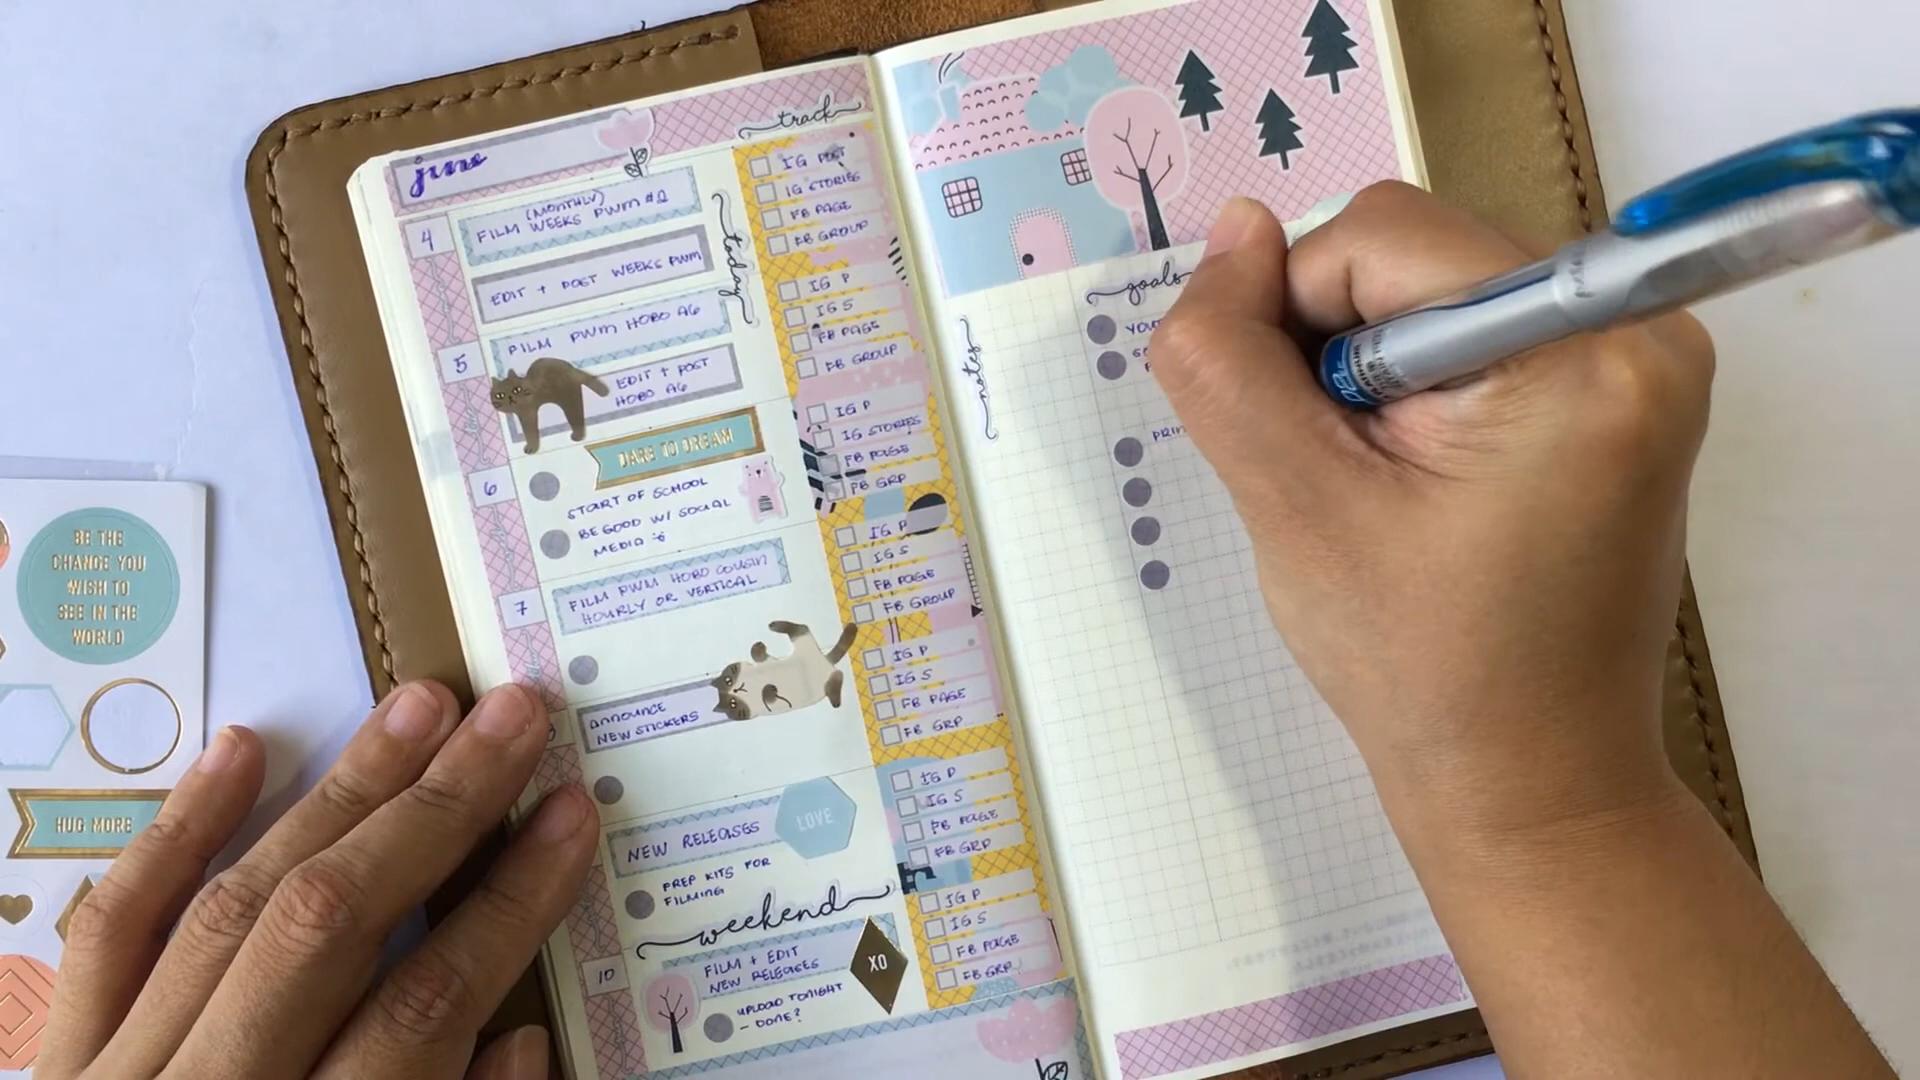 june
track
4
FILM (MONTHLY)
WEEKS PWM #2
EDIT + POST WEEKS PWM
today
5
FILM PWM HOBO A6
EDIT + POST
HOBO A6
DARE TO DREAM
6
START OF SCHOOL
BE GOOD W/ SOCIAL
MEDIA
7
FILM PWM HOBO COUSIN
HOURLY OR VERTICAL
ANNOUNCE
NEW STICKERS
NEW RELEASES
LOVE
PREP KITS FOR
FILMING
weekend
10
FILM + EDIT
NEW RELEASES
XO
UPLOAD TONIGHT
- DONE?
IG POST
IG STORIES
FB PAGE
FB GROUP
IG P
IG S
FB PAGE
FB GROUP
IG P
IG STORIES
FB PAGE
FB GRP
IG P
IG S
FB PAGE
FB GROUP
IG P
IG S
FB PAGE
FB GRP
IG P
IG S
FB PAGE
FB GRP
IG P
IG S
FB PAGE
FB GRP
notes
goals
BE THE
CHANGE YOU
WISH TO
SEE IN THE
WORLD
HUG MORE